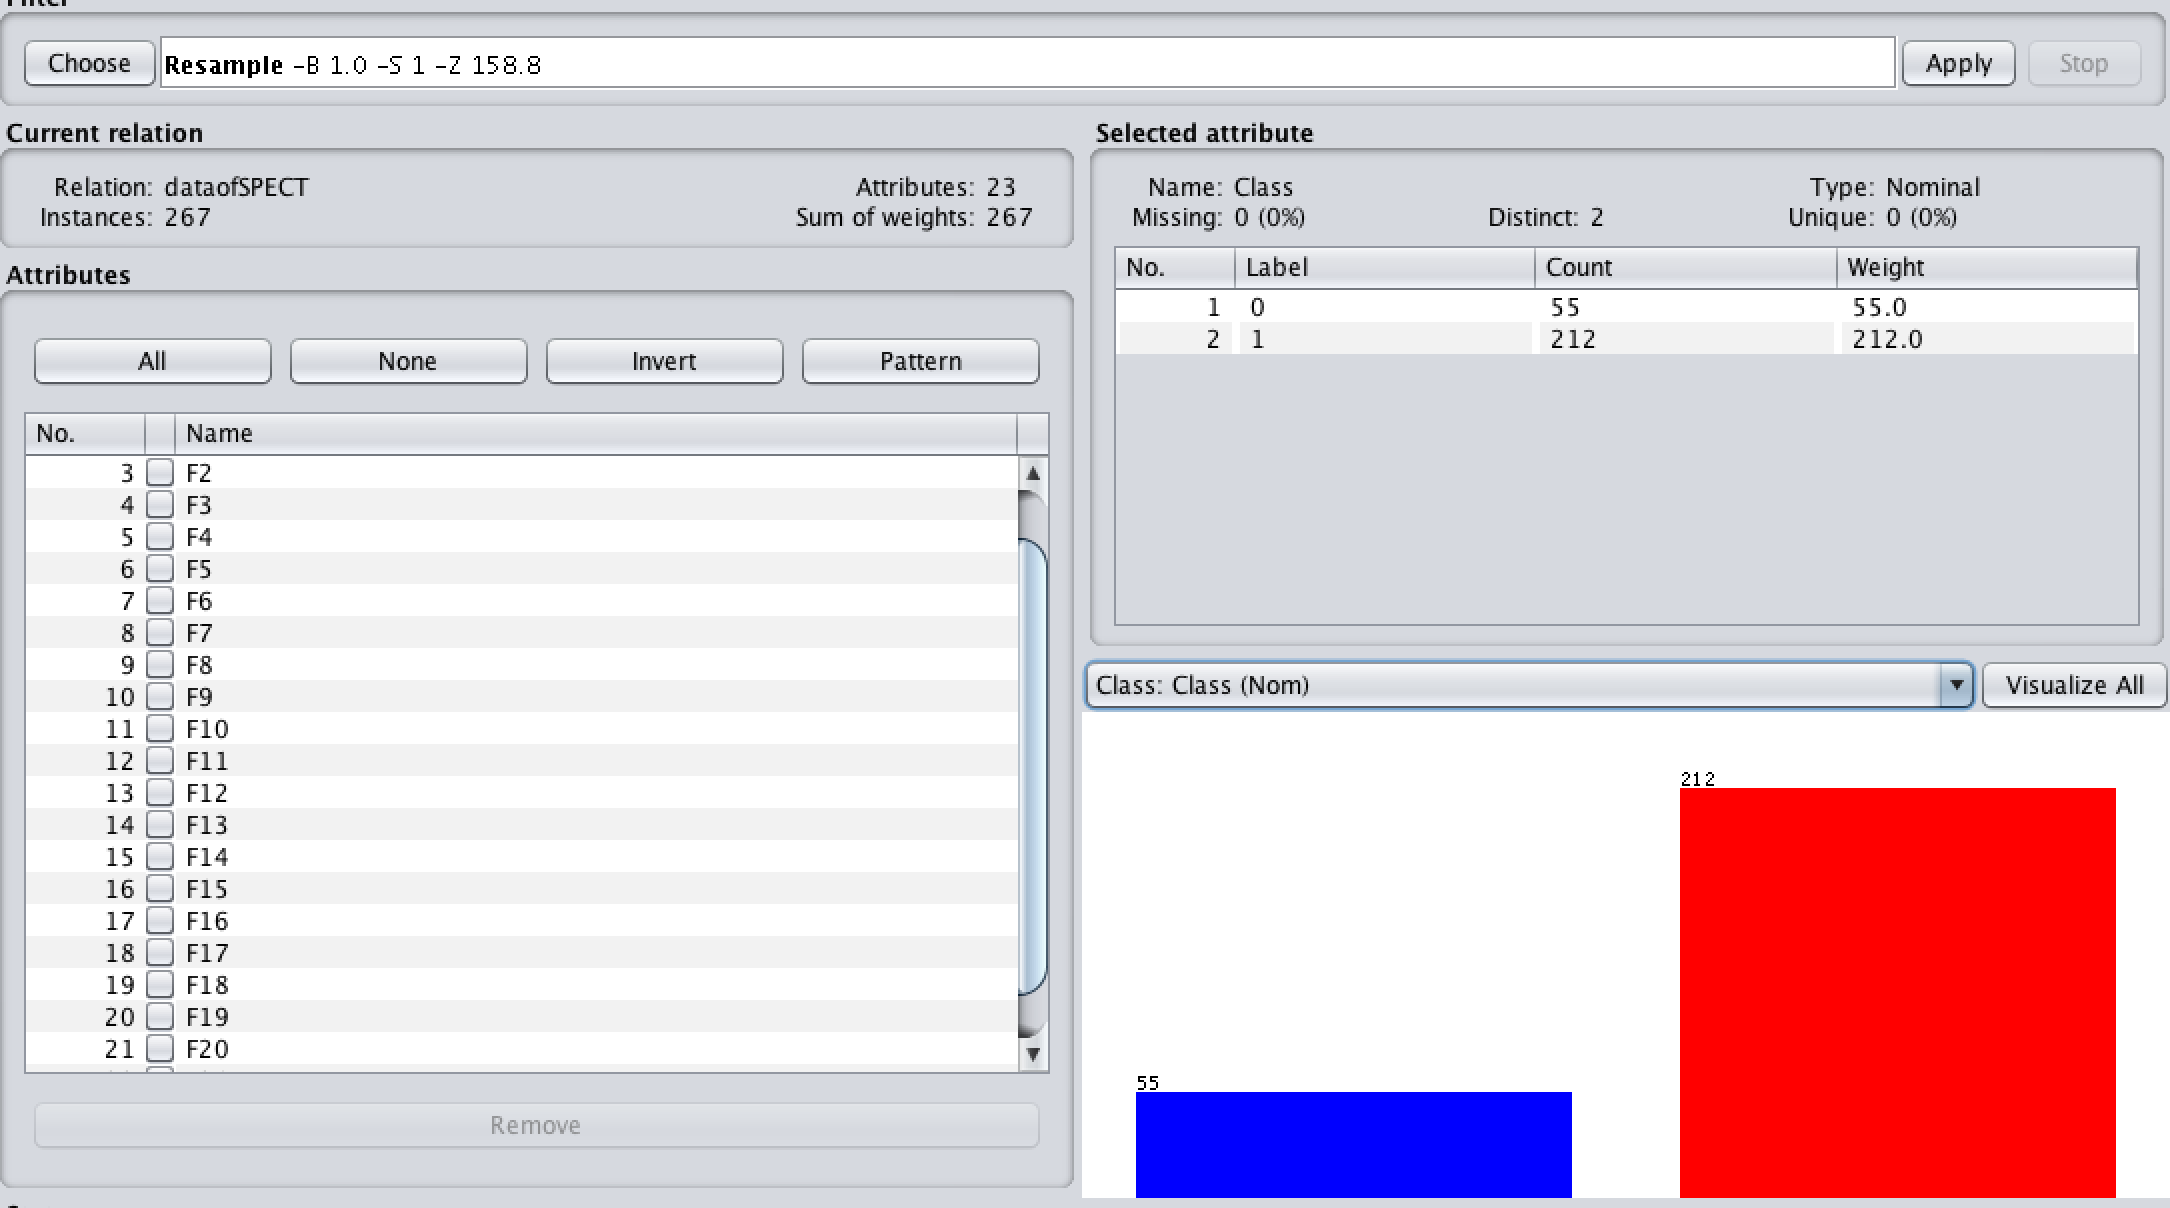 Filter
Choose Resample -B 1.0 -S 1 -Z 158.8 Apply Stop
Current relation
Relation: dataofSPECT Attributes: 23
Instances: 267 Sum of weights: 267
Attributes
All None Invert Pattern
No. Name
3 F2
4 F3
5 F4
6 F5
7 F6
8 F7
9 F8
10 F9
11 F10
12 F11
13 F12
14 F13
15 F14
16 F15
17 F16
18 F17
19 F18
20 F19
21 F20
Remove
Selected attribute
Name: Class Type: Nominal
Missing: 0 (0%) Distinct: 2 Unique: 0 (0%)
No. Label Count Weight
1 0 55 55.0
2 1 212 212.0
Class: Class (Nom) Visualize All
212
55